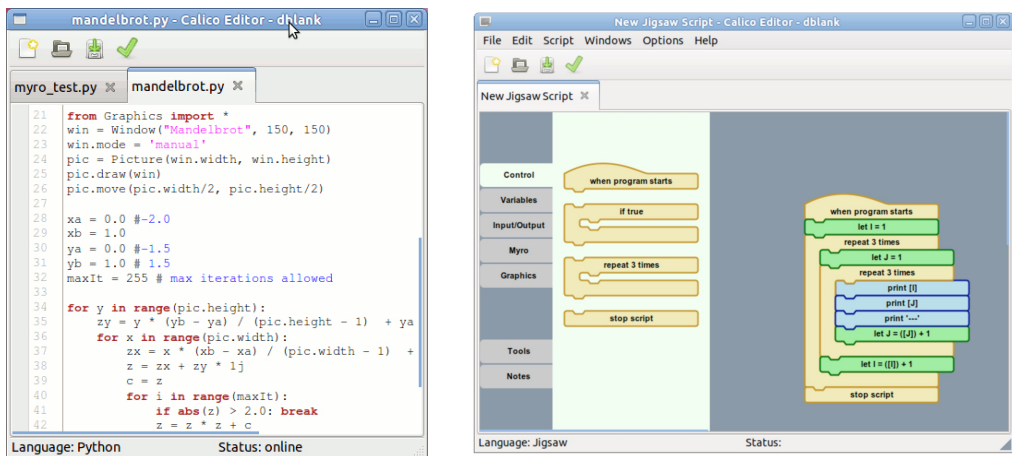 mandelbrot.py - Calico Editor - dblank
myro_test.py
mandelbrot.py
21 from Graphics import *
22 win = Window("Mandelbrot", 150, 150)
23 win.mode = 'manual'
24 pic = Picture(win.width, win.height)
25 pic.draw(win)
26 pic.move(pic.width/2, pic.height/2)
27
28 xa = 0.0 #-2.0
29 xb = 1.0
30 ya = 0.0 #-1.5
31 yb = 1.0 # 1.5
32 maxIt = 255 # max iterations allowed
33
34 for y in range(pic.height):
35     zy = y * (yb - ya) / (pic.height - 1)  + ya
36     for x in range(pic.width):
37         zx = x * (xb - xa) / (pic.width - 1)  +
38         z = zx + zy * 1j
39         c = z
40         for i in range(maxIt):
41             if abs(z) > 2.0: break
42             z = z * z + c
Language: Python
Status: online
New Jigsaw Script - Calico Editor - dblank
File Edit Script Windows Options Help
New Jigsaw Script
Control
Variables
Input/Output
Myro
Graphics
Tools
Notes
when program starts
if true
repeat 3 times
stop script
when program starts
let I = 1
repeat 3 times
let J = 1
repeat 3 times
print [I]
print [J]
print '---'
let J = ([J]) + 1
let I = ([I]) + 1
stop script
Language: Jigsaw
Status: